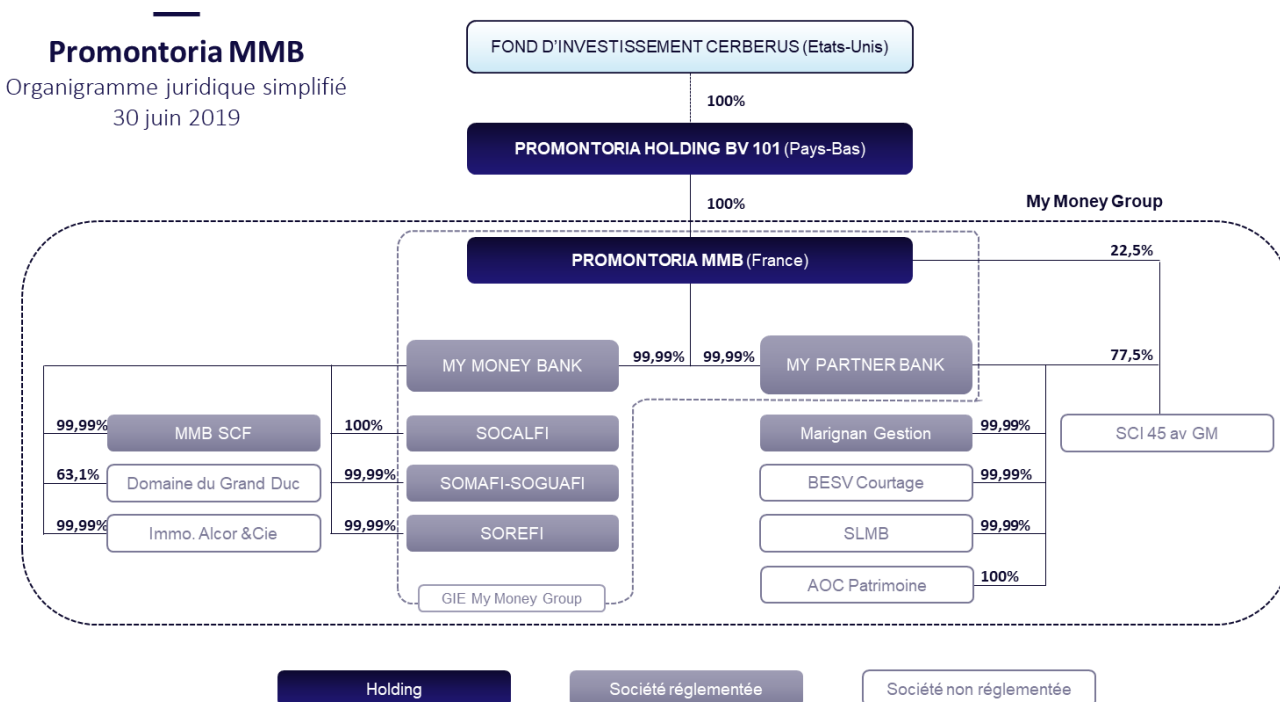 Promontoria MMB
Organigramme juridique simplifié
30 juin 2019
FOND D'INVESTISSEMENT CERBERUS (Etats-Unis)
100%
PROMONTORIA HOLDING BV 101 (Pays-Bas)
100%
My Money Group
PROMONTORIA MMB (France)
22,5%
MY MONEY BANK
99,99%
99,99%
MY PARTNER BANK
77,5%
99,99%
MMB SCF
100%
SOCALFI
Marignan Gestion
99,99%
SCI 45 av GM
63,1%
Domaine du Grand Duc
99,99%
SOMAFI-SOGUAFI
BESV Courtage
99,99%
99,99%
Immo. Alcor &Cie
99,99%
SOREFI
SLMB
99,99%
GIE My Money Group
AOC Patrimoine
100%
Holding
Société réglementée
Société non réglementée